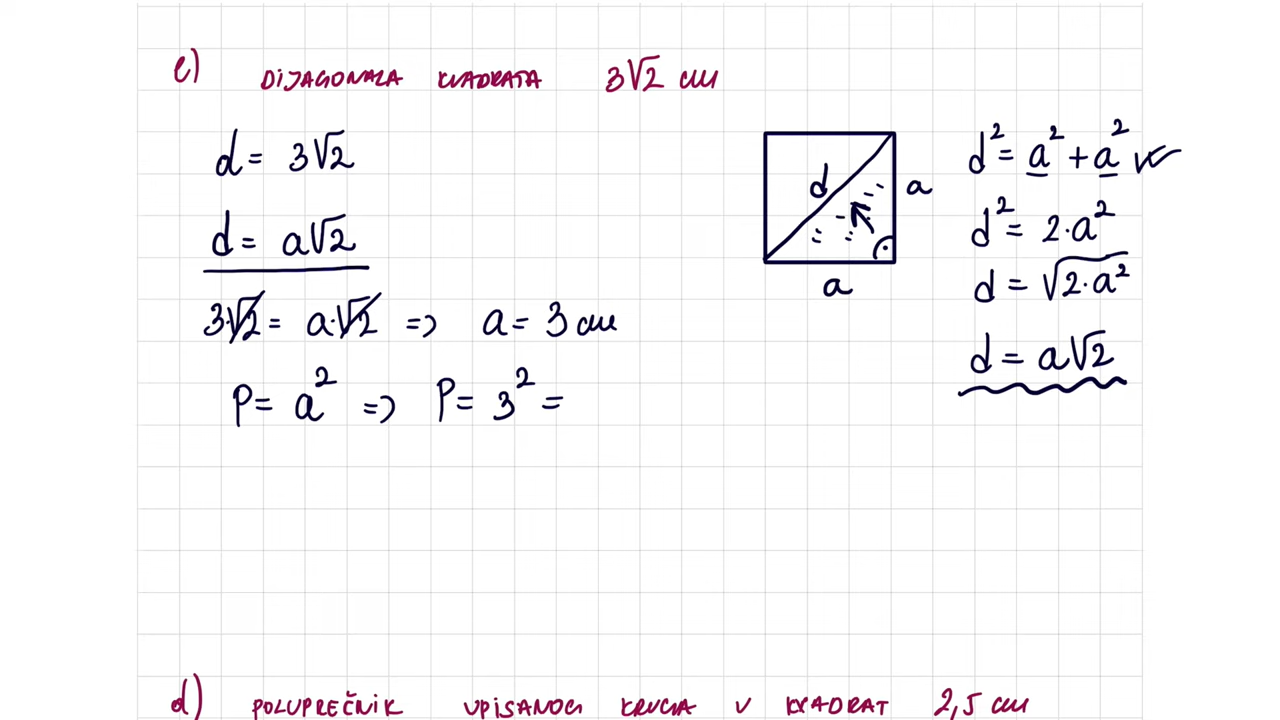 c) DIJAGONALA KVADRATA 3√2 cm
d = 3√2
d = a√2
3·√2 = a·√2 => a = 3 cm
P = a² => P = 3² =
d
a
a
d² = a² + a²
d² = 2·a²
d = √2·a²
d = a√2
d) POLUPREČNIK UPISANOG KRUGA U KVADRAT 2,5 cm